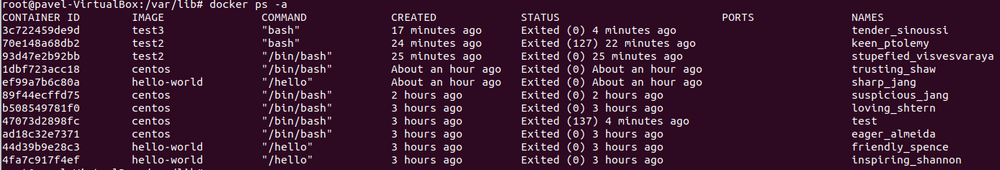 root@pavel-VirtualBox:/var/lib# docker ps -a
CONTAINER ID        IMAGE               COMMAND             CREATED             STATUS                         PORTS               NAMES
3c722459de9d        test3               "bash"              17 minutes ago      Exited (0) 4 minutes ago                           tender_sinoussi
70e148a68db2        test2               "bash"              24 minutes ago      Exited (127) 22 minutes ago                        keen_ptolemy
93d47e2b92bb        test2               "/bin/bash"         25 minutes ago      Exited (0) 25 minutes ago                          stupefied_visvesvaraya
1dbf723acc18        centos              "/bin/bash"         About an hour ago   Exited (0) About an hour ago                       trusting_shaw
ef99a7b6c80a        hello-world         "/hello"            About an hour ago   Exited (0) About an hour ago                       sharp_jang
89f44ecffd75        centos              "/bin/bash"         2 hours ago         Exited (0) 2 hours ago                             suspicious_jang
b508549781f0        centos              "/bin/bash"         3 hours ago         Exited (0) 3 hours ago                             loving_shtern
47073d2898fc        centos              "/bin/bash"         3 hours ago         Exited (137) 4 minutes ago                         test
ad18c32e7371        centos              "/bin/bash"         3 hours ago         Exited (0) 3 hours ago                             eager_almeida
44d39b9e28c3        hello-world         "/hello"            3 hours ago         Exited (0) 3 hours ago                             friendly_spence
4fa7c917f4ef        hello-world         "/hello"            3 hours ago         Exited (0) 3 hours ago                             inspiring_shannon